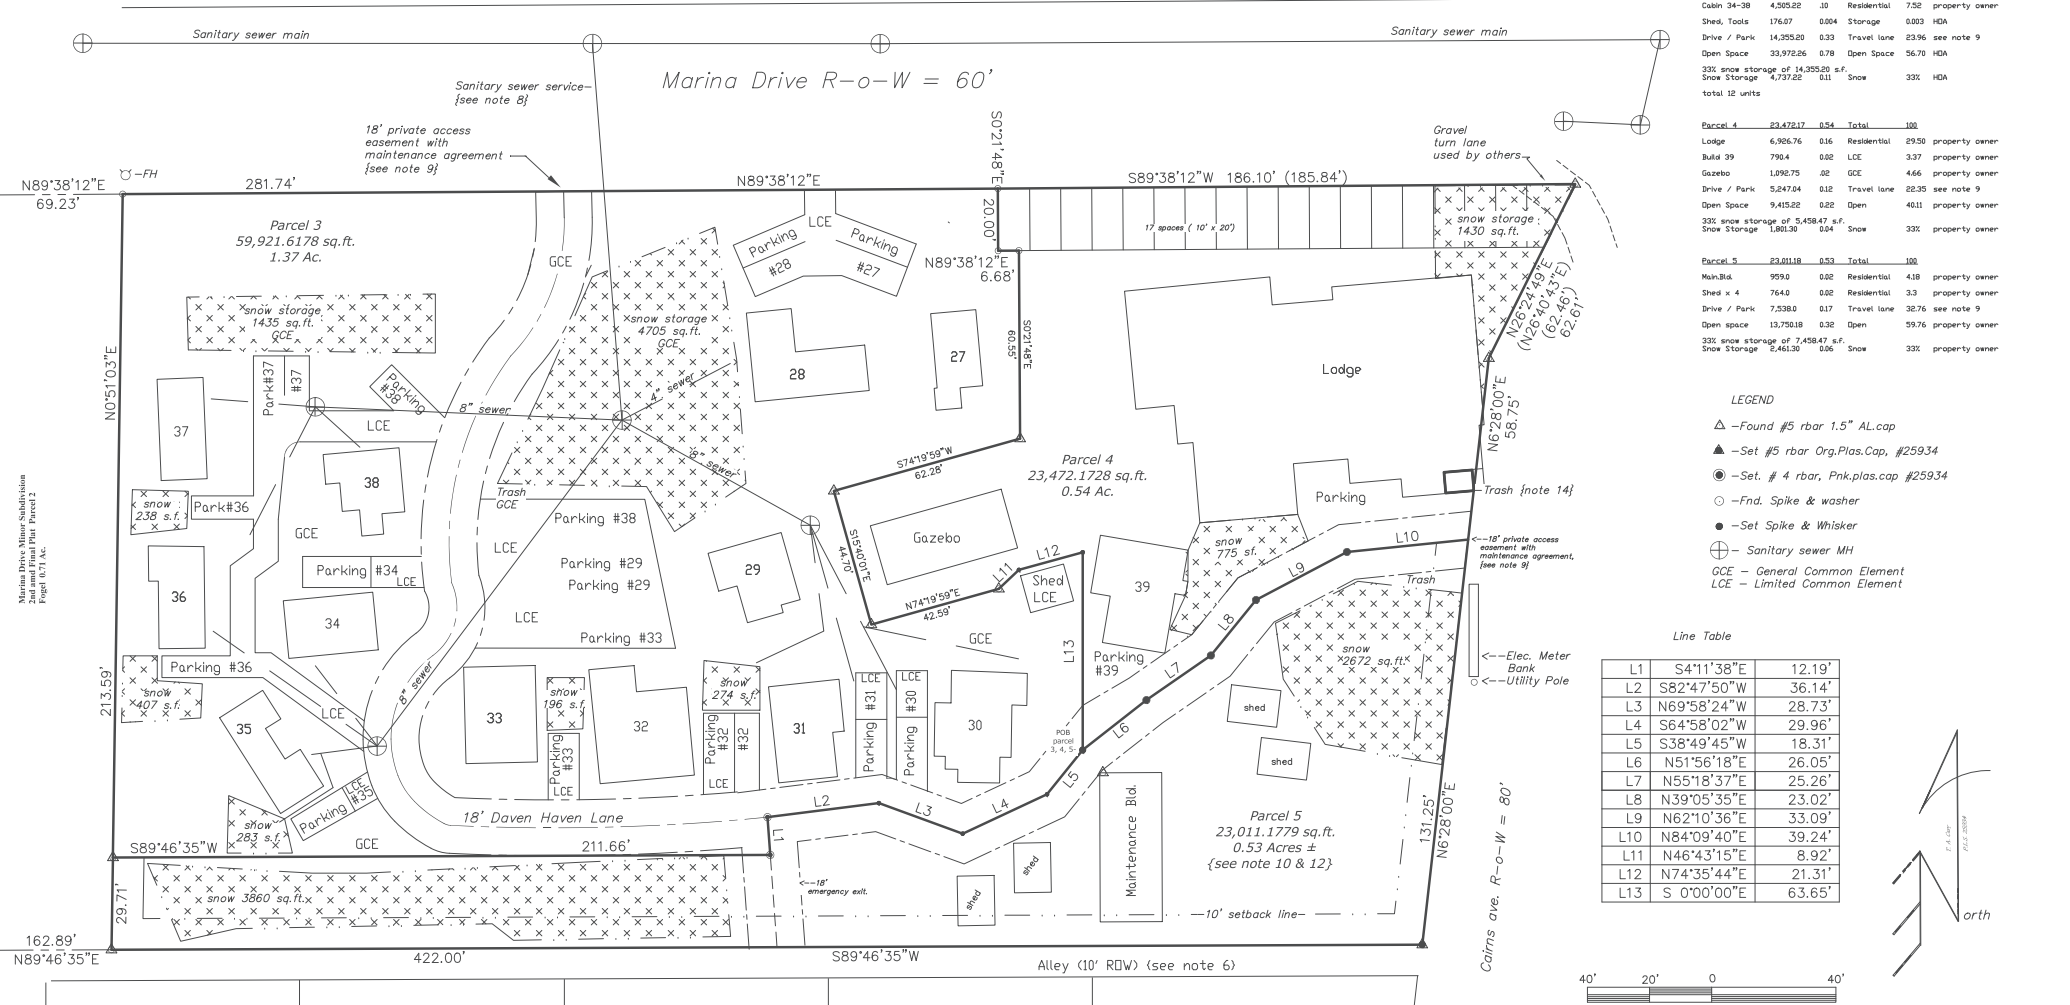 Sanitary sewer main
Sanitary sewer main
Marina Drive R-o-W = 60'
Sanitary sewer service-
{see note 8}
18' private access
easement with
maintenance agreement
{see note 9}
Gravel
turn lane
used by others
-FH
N89°38'12"E
69.23'
281.74'
N89°38'12"E
S0°21'48"E
20.00'
S89°38'12"W 186.10' (185.84')
17 spaces ( 10' x 20')
snow storage
1430 sq.ft.
N89°38'12"E
6.68'
S0°21'48"E
60.55'
N26°24'49"E
(N26°40'43"E)
(62.46')
62.61'
N6°28'00"E
58.75'
Parcel 3
59,921.6178 sq.ft.
1.37 Ac.
GCE
LCE
Parking
#28
Parking
#27
snow storage
1435 sq.ft.
GCE
snow storage
4705 sq.ft.
GCE
28
27
Lodge
N0°51'03"E
213.59'
Park#37
#37
Parking
#38
8" sewer
4" sewer
8" sewer
LCE
37
38
S74°19'59"W
62.28'
Parcel 4
23,472.1728 sq.ft.
0.54 Ac.
Parking
Trash {note 14}
snow
238 s.f.
Park#36
GCE
Trash
GCE
Parking #38
LCE
Parking #29
Parking #29
LCE
Parking #33
Parking #34
LCE
36
34
29
S15°40'01"E
44.70'
Gazebo
N74°19'59"E
42.59'
L11
L12
Shed
LCE
GCE
L13
39
Parking
#39
snow
775 sf.
L10
L9
L8
L7
L6
<--18' private access
easement with
maintenance agreement,
{see note 9}
Trash
snow
2672 sq.ft.
<--Elec. Meter
Bank
<--Utility Pole
Parking #36
snow
407 s.f.
LCE
35
8" sewer
33
snow
196 s.f.
Parking
#33
LCE
32
snow
274 s.f.
Parking
#32
#32
LCE
31
LCE
#31
Parking
LCE
#30
Parking
30
POB
parcel
3, 4, 5-
shed
shed
LCE
Parking #35
snow
283 s.f.
GCE
18' Daven Haven Lane
L2
L3
L4
L5
L1
S89°46'35"W
211.66'
29.71'
snow 3860 sq.ft.
<--18'
emergency exit.
shed
shed
Maintenance Bld.
Parcel 5
23,011.1779 sq.ft.
0.53 Acres ±
{see note 10 & 12}
131.25'
N6°28'00"E
Cairns ave. R-o-W = 80'
-10' setback line-
162.89'
N89°46'35"E
422.00'
S89°46'35"W
Alley (10' ROW) {see note 6}
Marina Drive Minor Subdivision
2nd amd Final Plat Parcel 2
Fogel 0.71 Ac.
Cabin 34-38 4,505.22 .10 Residential 7.52 property owner
Shed, Tools 176.07 0.004 Storage 0.003 HOA
Drive / Park 14,355.20 0.33 Travel lane 23.96 see note 9
Open Space 33,972.26 0.78 Open Space 56.70 HOA
33% snow storage of 14,355.20 s.f.
Snow Storage 4,737.22 0.11 Snow 33% HOA
total 12 units
Parcel 4 23,472.17 0.54 Total 100
Lodge 6,926.76 0.16 Residential 29.50 property owner
Build 39 790.4 0.02 LCE 3.37 property owner
Gazebo 1,092.75 .02 GCE 4.66 property owner
Drive / Park 5,247.04 0.12 Travel lane 22.35 see note 9
Open Space 9,415.22 0.22 Open 40.11 property owner
33% snow storage of 5,458.47 s.f.
Snow Storage 1,801.30 0.04 Snow 33% property owner
Parcel 5 23,011.18 0.53 Total 100
Main.Bld. 959.0 0.02 Residential 4.18 property owner
Shed x 4 764.0 0.02 Residential 3.3 property owner
Drive / Park 7,538.0 0.17 Travel lane 32.76 see note 9
Open space 13,750.18 0.32 Open 59.76 property owner
33% snow storage of 7,458.47 s.f.
Snow Storage 2,461.30 0.06 Snow 33% property owner
LEGEND
-Found #5 rbar 1.5" AL.cap
-Set #5 rbar Org.Plas.Cap, #25934
-Set. # 4 rbar, Pnk.plas.cap #25934
-Fnd. Spike & washer
-Set Spike & Whisker
- Sanitary sewer MH
GCE - General Common Element
LCE - Limited Common Element
Line Table
L1 S4°11'38"E 12.19'
L2 S82°47'50"W 36.14'
L3 N69°58'24"W 28.73'
L4 S64°58'02"W 29.96'
L5 S38°49'45"W 18.31'
L6 N51°56'18"E 26.05'
L7 N55°18'37"E 25.26'
L8 N39°05'35"E 23.02'
L9 N62°10'36"E 33.09'
L10 N84°09'40"E 39.24'
L11 N46°43'15"E 8.92'
L12 N74°35'44"E 21.31'
L13 S 0°00'00"E 63.65'
P.L.S. 25934
orth
40' 20' 0 40'